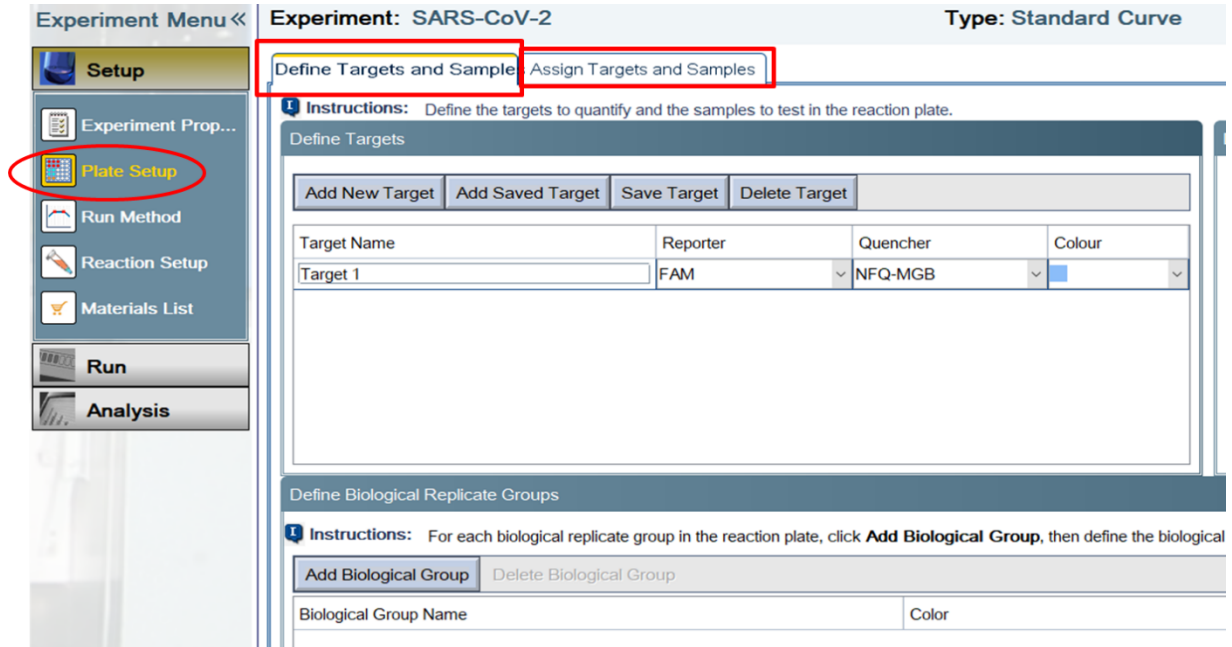 Experiment Menu «
Experiment: SARS-CoV-2
Type: Standard Curve
Setup
Experiment Prop...
Plate Setup
Run Method
Reaction Setup
Materials List
Run
Analysis
Define Targets and Samples
Assign Targets and Samples
Instructions: Define the targets to quantify and the samples to test in the reaction plate.
Define Targets
Add New Target
Add Saved Target
Save Target
Delete Target
Target Name
Reporter
Quencher
Colour
Target 1
FAM
NFQ-MGB
Define Biological Replicate Groups
Instructions: For each biological replicate group in the reaction plate, click Add Biological Group, then define the biological
Add Biological Group
Delete Biological Group
Biological Group Name
Color